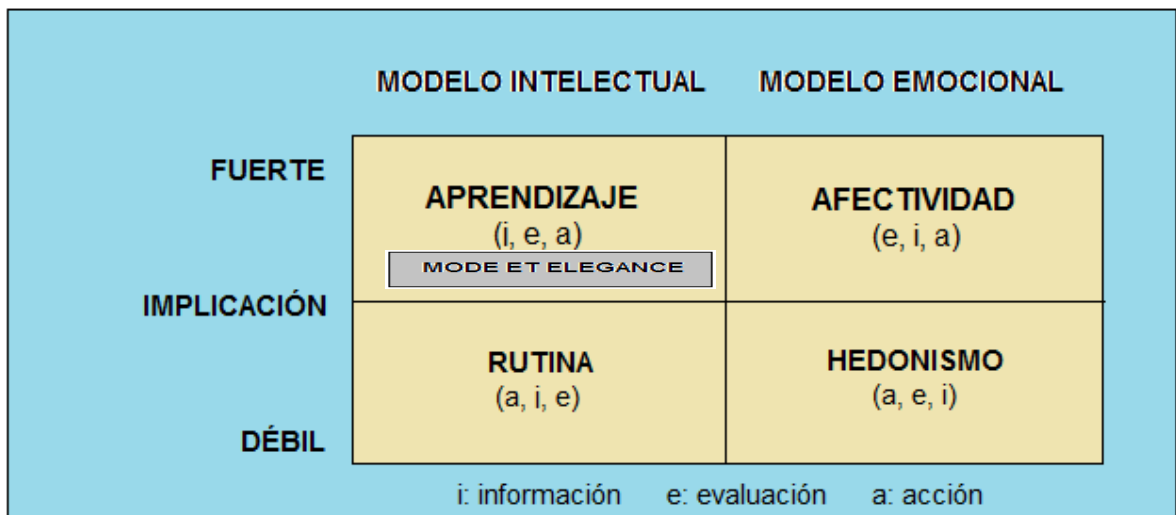 MODELO INTELECTUAL MODELO EMOCIONAL
FUERTE
APRENDIZAJE AFECTIVIDAD
(i, e, a) (e, i, a)
MODE ET ELEGANCE
IMPLICACIÓN
RUTINA HEDONISMO
(a, i, e) (a, e, i)
DÉBIL
i: información e: evaluación a: acción